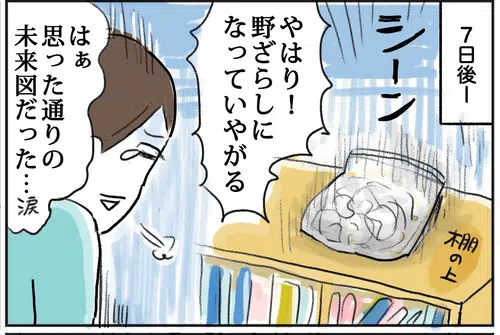 7日後ー
シーン
やはり!
野ざらしに
なっていやがる
棚の上
はぁ
思った通りの
未来図だった…
涙